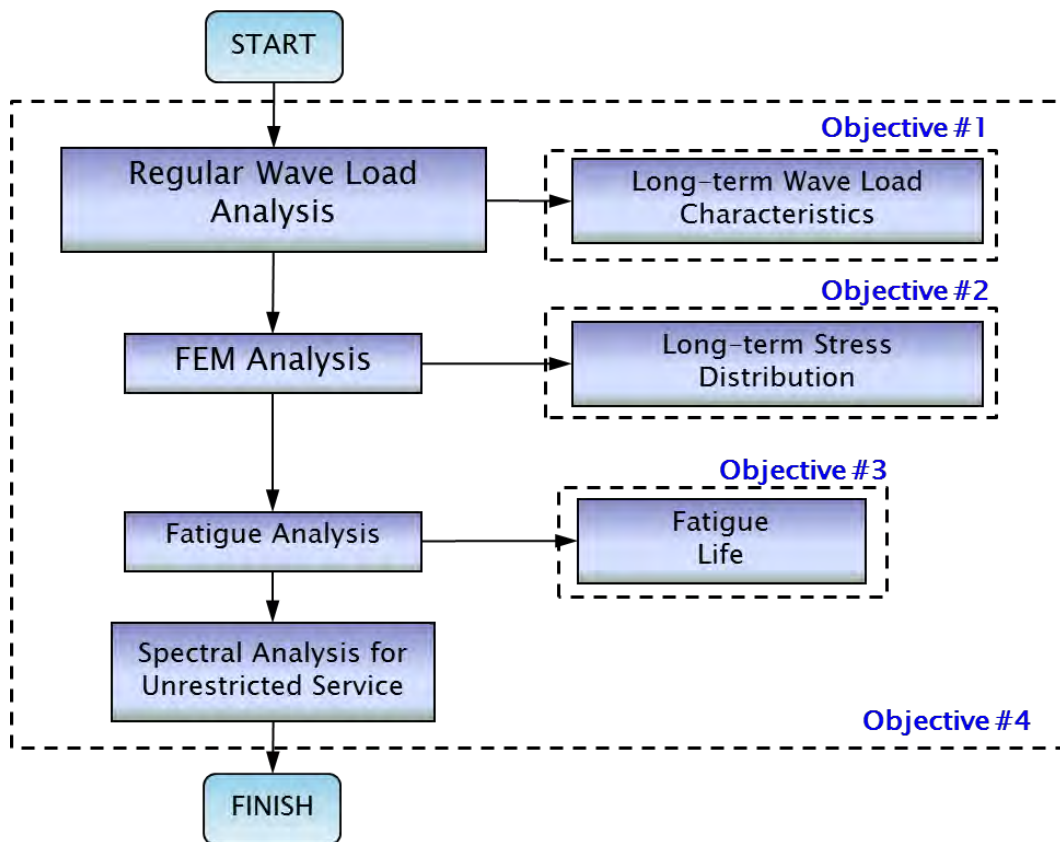 START
Objective #1
Regular Wave Load
Analysis
Long-term Wave Load
Characteristics
Objective #2
FEM Analysis
Long-term Stress
Distribution
Objective #3
Fatigue Analysis
Fatigue
Life
Spectral Analysis for
Unrestricted Service
Objective #4
FINISH